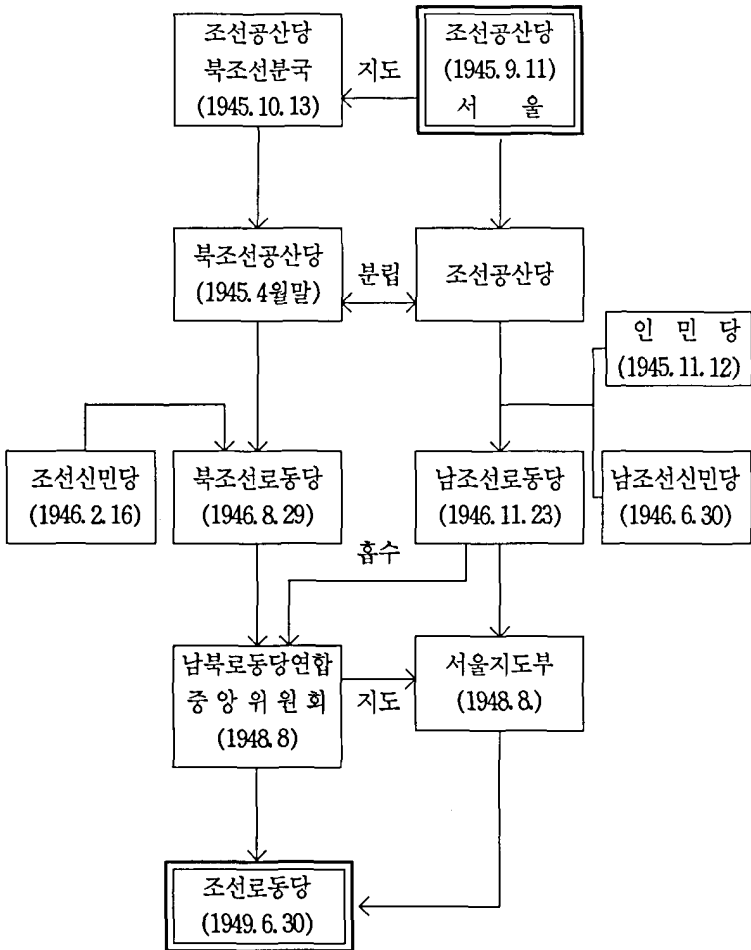 조선공산당
북조선분국
(1945.10.13)
지도
조선공산당
(1945.9.11)
서 울
북조선공산당
(1945.4월말)
분립
조선공산당
인 민 당
(1945.11.12)
조선신민당
(1946.2.16)
북조선로동당
(1946.8.29)
남조선로동당
(1946.11.23)
남조선신민당
(1946.6.30)
흡수
남북로동당연합
중앙위원회
(1948.8)
지도
서울지도부
(1948.8.)
조선로동당
(1949.6.30)